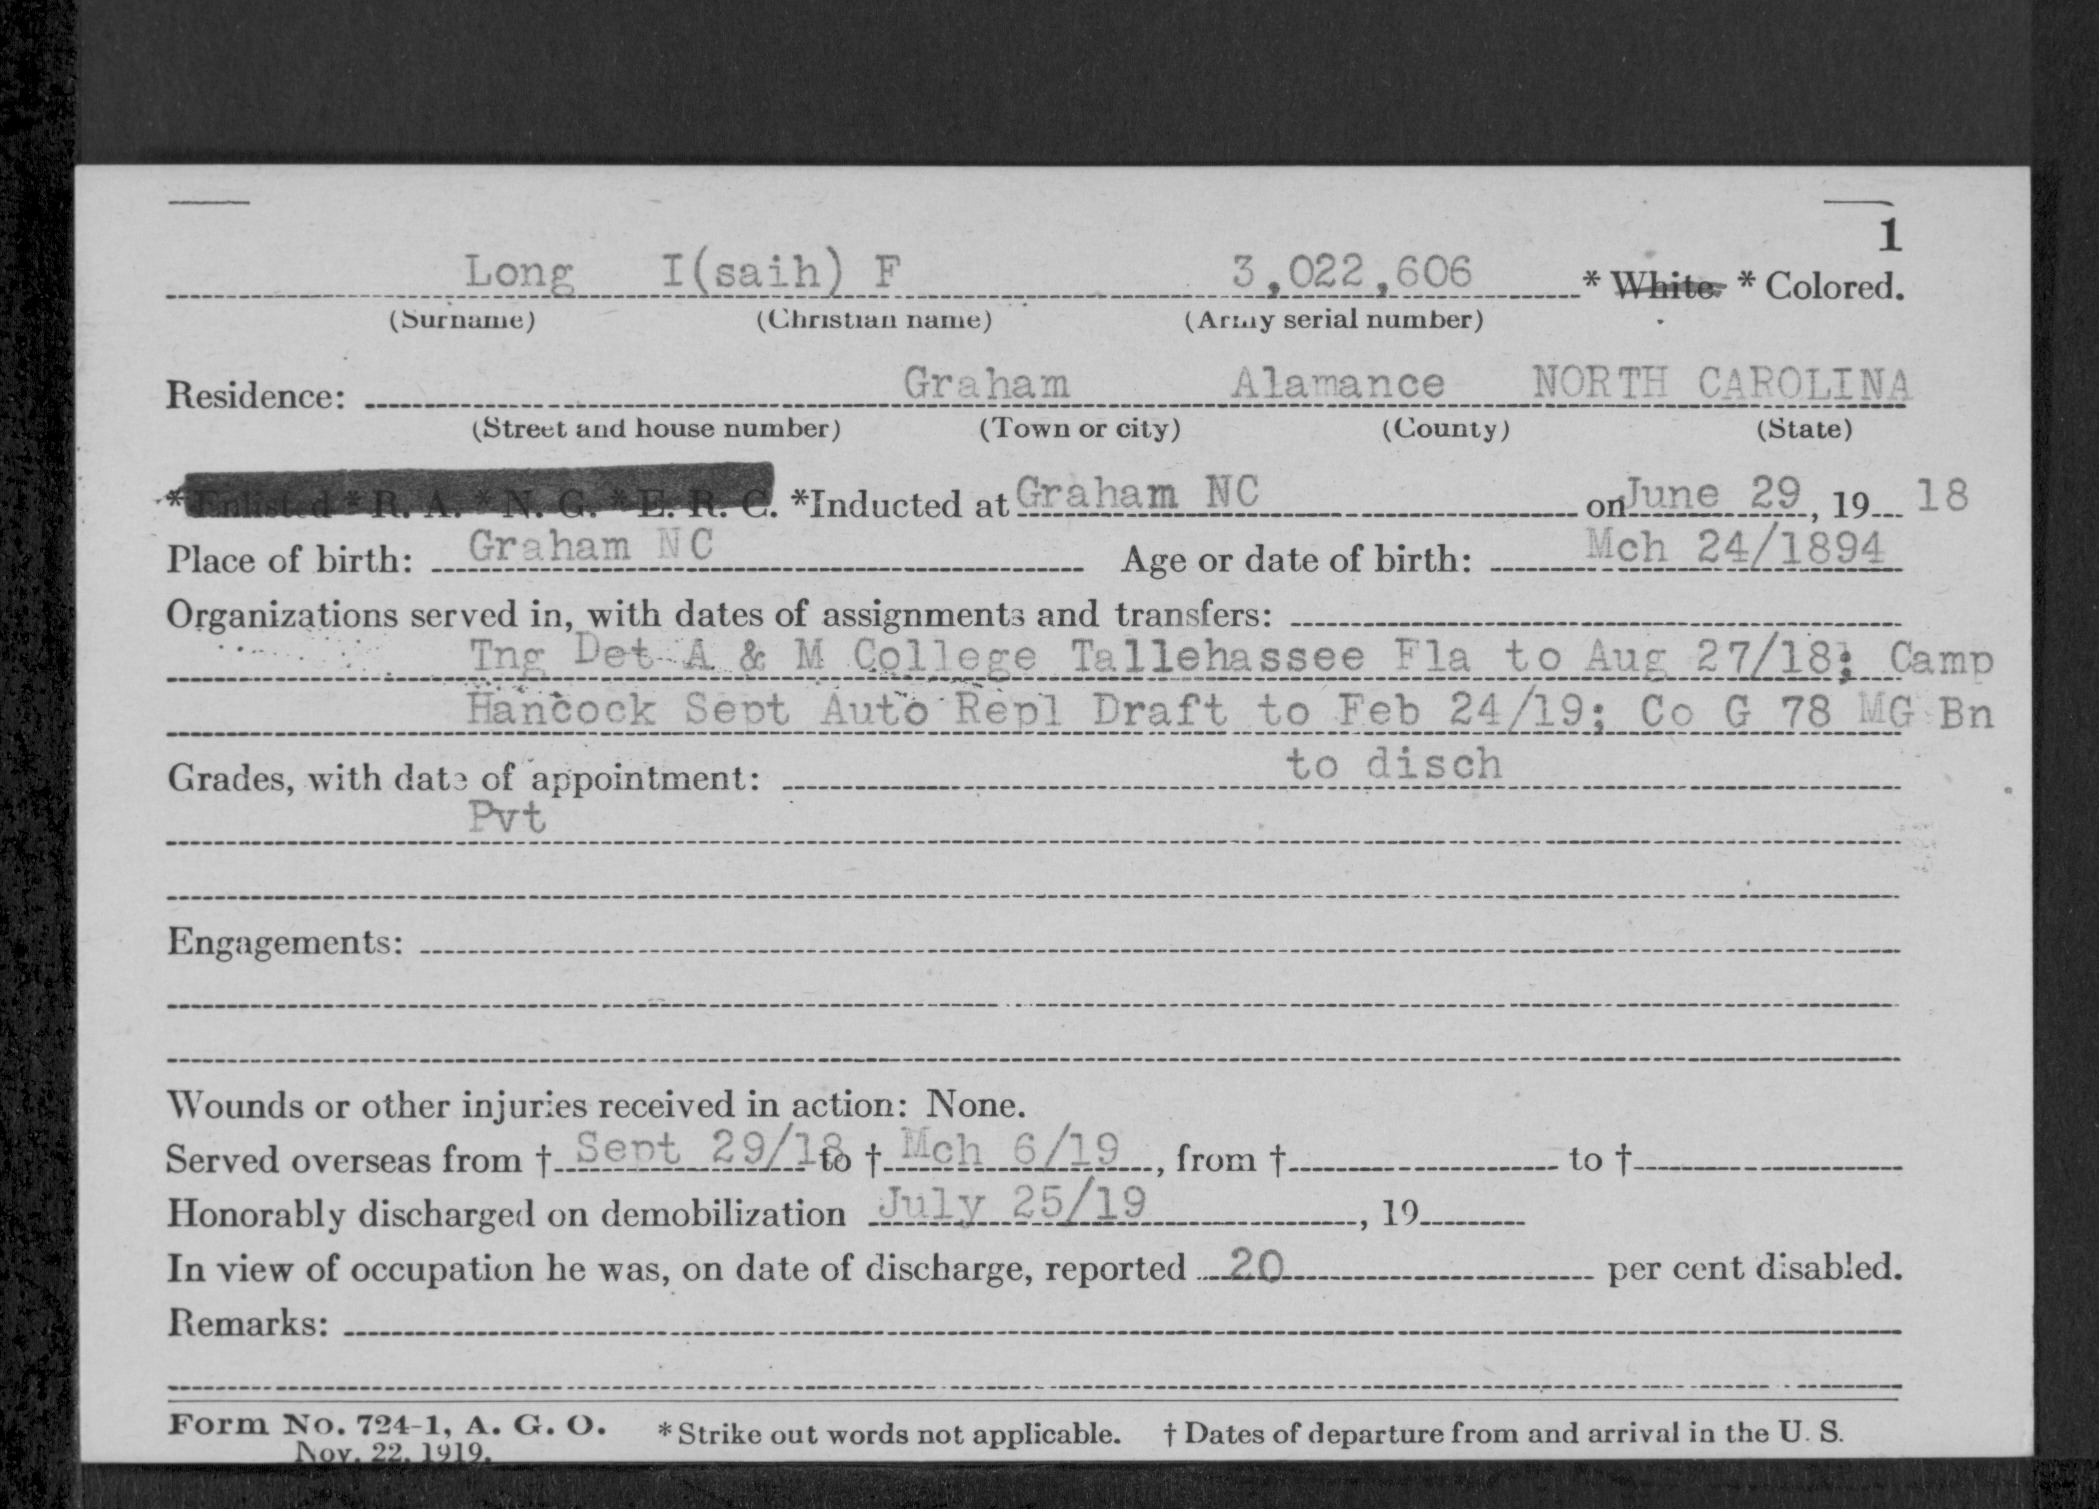 1
Long I(saih) F 3,022,606 * White. * Colored.
(Surname) (Christian name) (Army serial number)
Residence: Graham Alamance NORTH CAROLINA
(Street and house number) (Town or city) (County) (State)
*Enlisted * R. A. * N. G. * E. R. C. *Inducted at Graham NC on June 29, 19 18
Place of birth: Graham NC Age or date of birth: Mch 24/1894
Organizations served in, with dates of assignments and transfers:
Tng Det A & M College Tallehassee Fla to Aug 27/18; Camp
Hancock Sept Auto Repl Draft to Feb 24/19; Co G 78 MG Bn
to disch
Grades, with date of appointment:
Pvt
Engagements:
Wounds or other injuries received in action: None.
Served overseas from † Sept 29/18 to † Mch 6/19, from † to †
Honorably discharged on demobilization July 25/19, 19
In view of occupation he was, on date of discharge, reported 20 per cent disabled.
Remarks:
Form No. 724-1, A. G. O. * Strike out words not applicable. † Dates of departure from and arrival in the U. S.
Nov. 22, 1919.